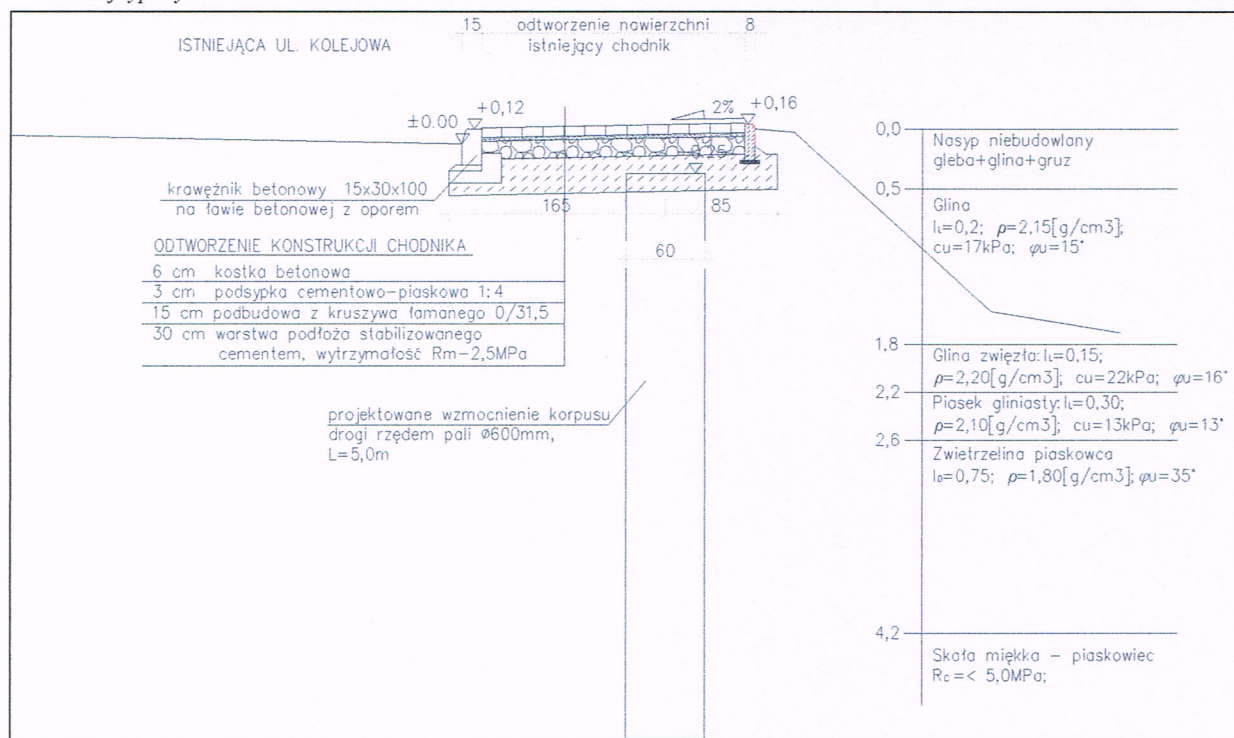 15 odtworzenie nawierzchni 8
ISTNIEJĄCA UL. KOLEJOWA
istniejący chodnik
±0.00
+0,12
2%
+0,16
krawężnik betonowy 15x30x100
na ławie betonowej z oporem
165
85
60
ODTWORZENIE KONSTRUKCJI CHODNIKA
6 cm kostka betonowa
3 cm podsypka cementowo-piaskowa 1:4
15 cm podbudowa z kruszywa łamanego 0/31,5
30 cm warstwa podłoża stabilizowanego
cementem, wytrzymałość Rm-2,5MPa
projektowane wzmocnienie korpusu
drogi rzędem pali ø600mm,
L=5,0m
0,0
Nasyp niebudowlany
gleba+glina+gruz
0,5
Glina
IL=0,2; ρ=2,15[g/cm3];
cu=17kPa; φu=15°
1,8
Glina zwięzła:IL=0,15;
ρ=2,20[g/cm3]; cu=22kPa; φu=16°
2,2
Piasek gliniasty:IL=0,30;
ρ=2,10[g/cm3]; cu=13kPa; φu=13°
2,6
Zwietrzelina piaskowca
ID=0,75; ρ=1,80[g/cm3]; φu=35°
4,2
Skała miękka – piaskowiec
Rc=< 5,0MPa;